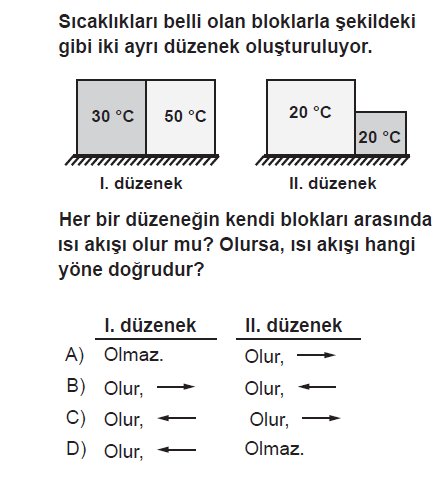 Sıcaklıkları belli olan bloklarla şekildeki
gibi iki ayrı düzenek oluşturuluyor.
30 °C 50 °C
20 °C
20 °C
I. düzenek II. düzenek
Her bir düzeneğin kendi blokları arasında
ısı akışı olur mu? Olursa, ısı akışı hangi
yöne doğrudur?
I. düzenek II. düzenek
A) Olmaz. Olur, →
B) Olur, → Olur, ←
C) Olur, ← Olur, →
D) Olur, ← Olmaz.